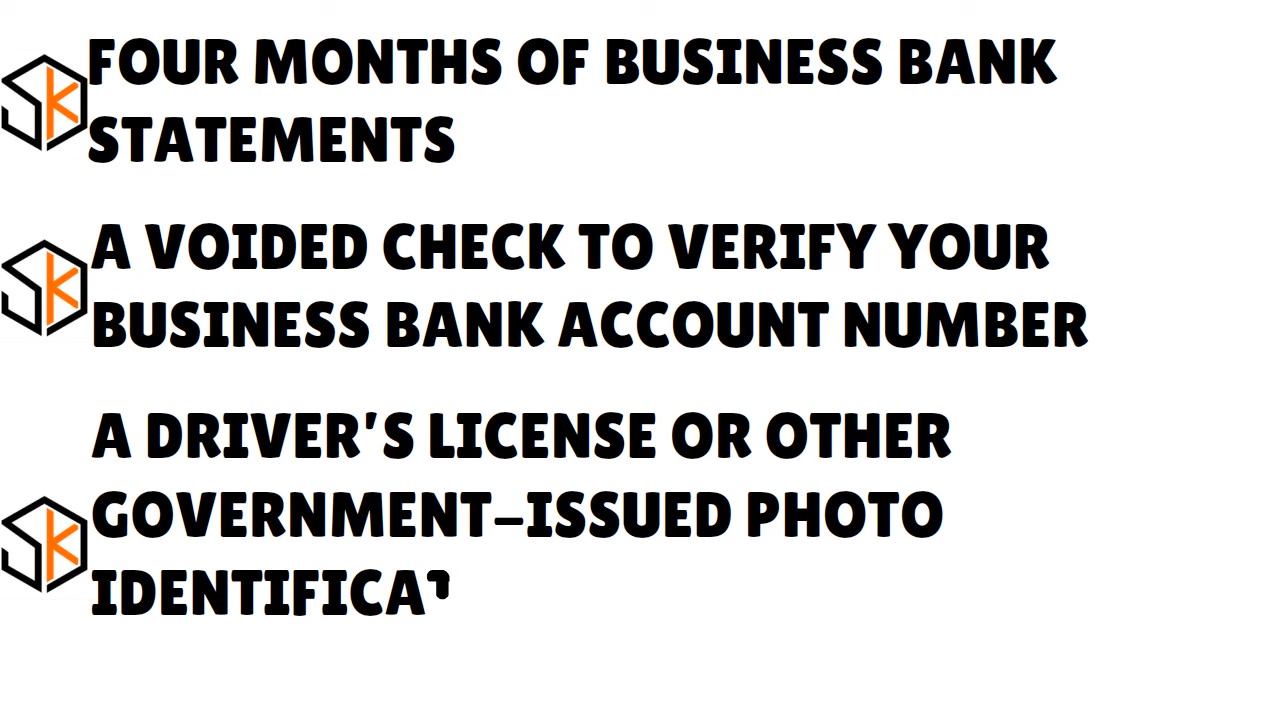 FOUR MONTHS OF BUSINESS BANK
STATEMENTS
A VOIDED CHECK TO VERIFY YOUR
BUSINESS BANK ACCOUNT NUMBER
A DRIVER'S LICENSE OR OTHER
GOVERNMENT-ISSUED PHOTO
IDENTIFICA